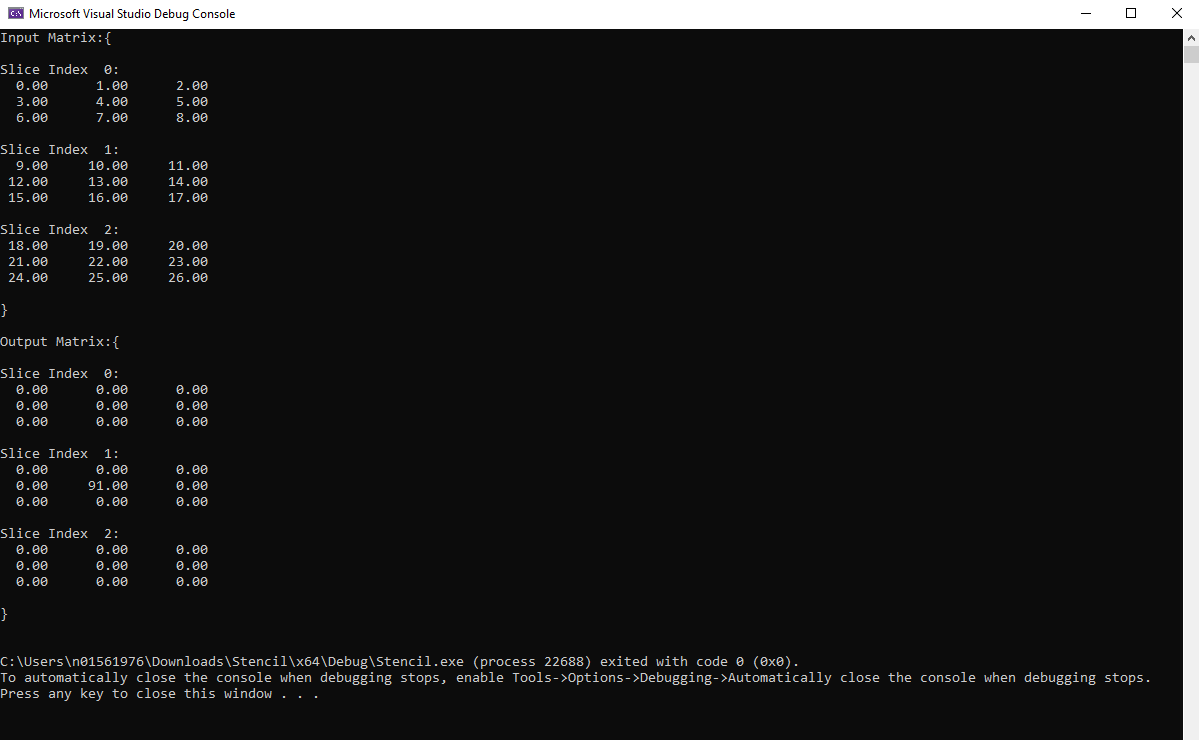 Microsoft Visual Studio Debug Console
Input Matrix:{
Slice Index  0:
  0.00      1.00      2.00
  3.00      4.00      5.00
  6.00      7.00      8.00
Slice Index  1:
  9.00     10.00     11.00
 12.00     13.00     14.00
 15.00     16.00     17.00
Slice Index  2:
 18.00     19.00     20.00
 21.00     22.00     23.00
 24.00     25.00     26.00
}
Output Matrix:{
Slice Index  0:
  0.00      0.00      0.00
  0.00      0.00      0.00
  0.00      0.00      0.00
Slice Index  1:
  0.00      0.00      0.00
  0.00     91.00      0.00
  0.00      0.00      0.00
Slice Index  2:
  0.00      0.00      0.00
  0.00      0.00      0.00
  0.00      0.00      0.00
}
C:\Users\n01561976\Downloads\Stencil\x64\Debug\Stencil.exe (process 22688) exited with code 0 (0x0).
To automatically close the console when debugging stops, enable Tools->Options->Debugging->Automatically close the console when debugging stops.
Press any key to close this window . . .